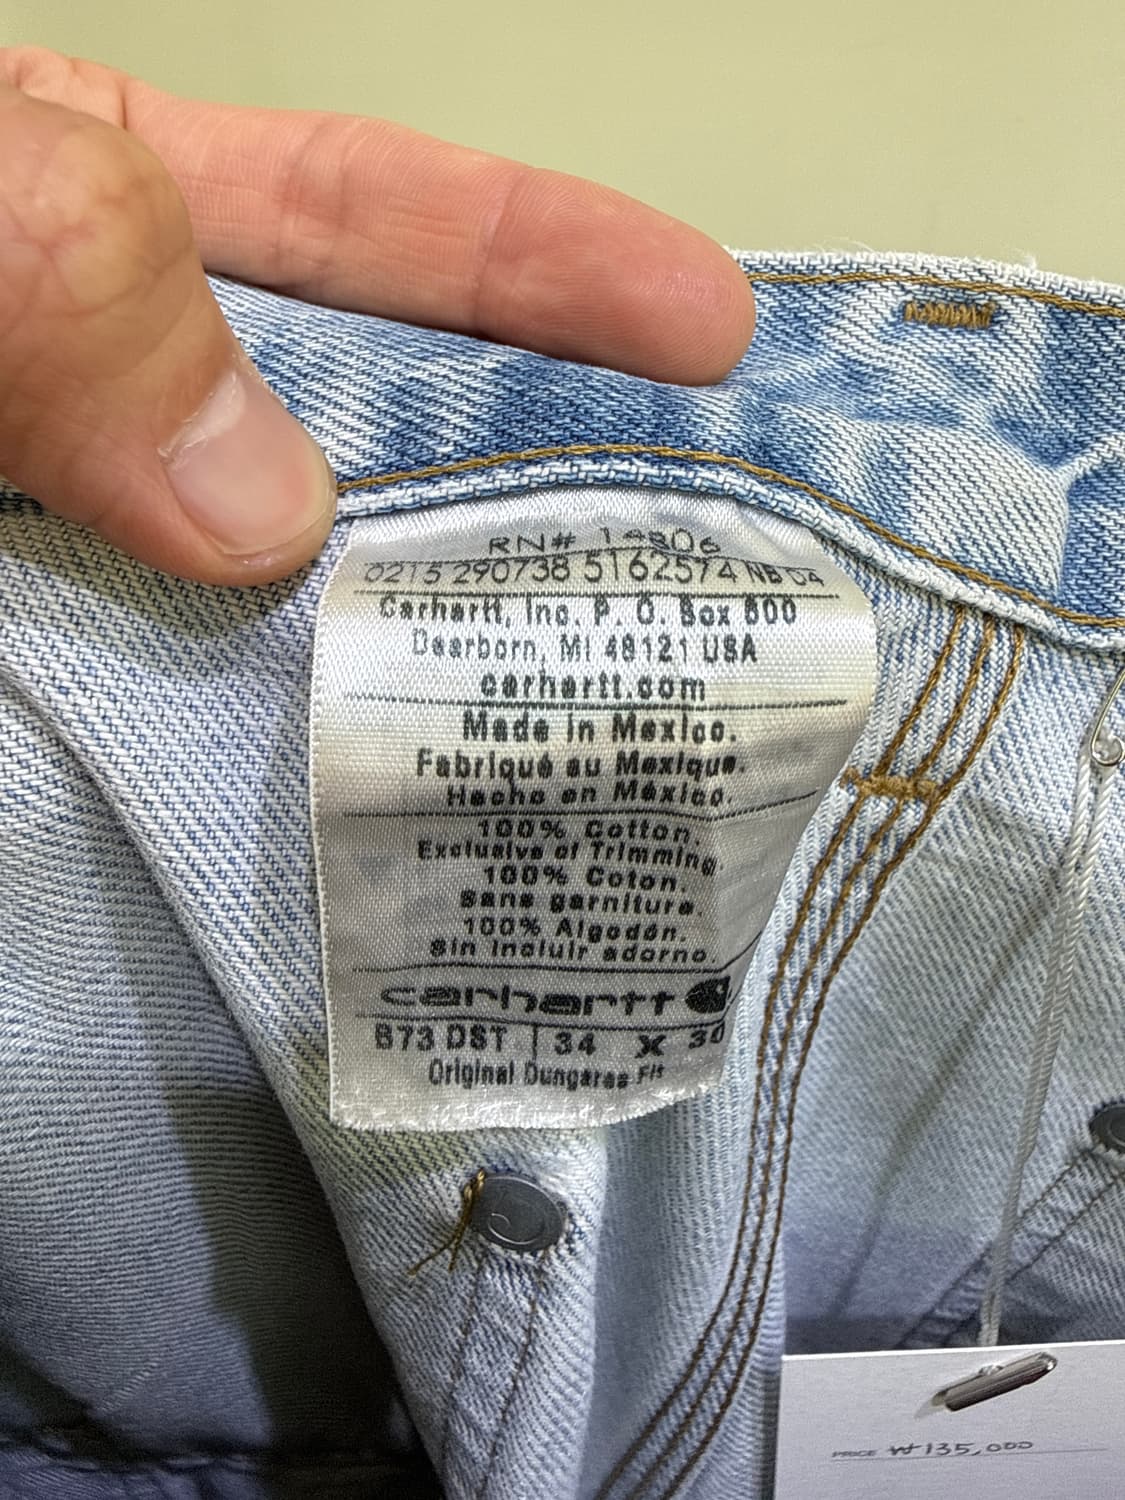 RN# 14806
0215 290738 5162574 NB 04
Carhartt, Inc. P. O. Box 600
Dearborn, MI 48121 USA
carhartt.com
Made in Mexico.
Fabriqué au Mexique.
Hecho en México.
100% Cotton.
Exclusive of Trimming.
100% Coton.
Sans garniture.
100% Algodón.
Sin incluir adorno.
carhartt
B73 DST | 34 X 30
Original Dungaree Fit
PRICE ₩135,000